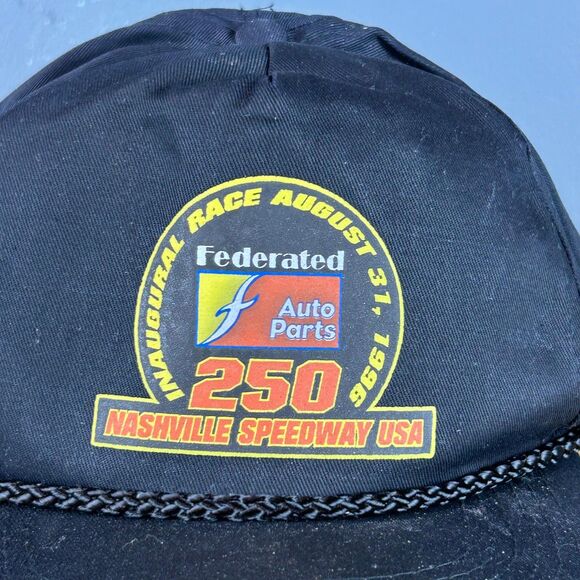 INAUGURAL RACE AUGUST 31, 1996
Federated
Auto
Parts
250
NASHVILLE SPEEDWAY USA